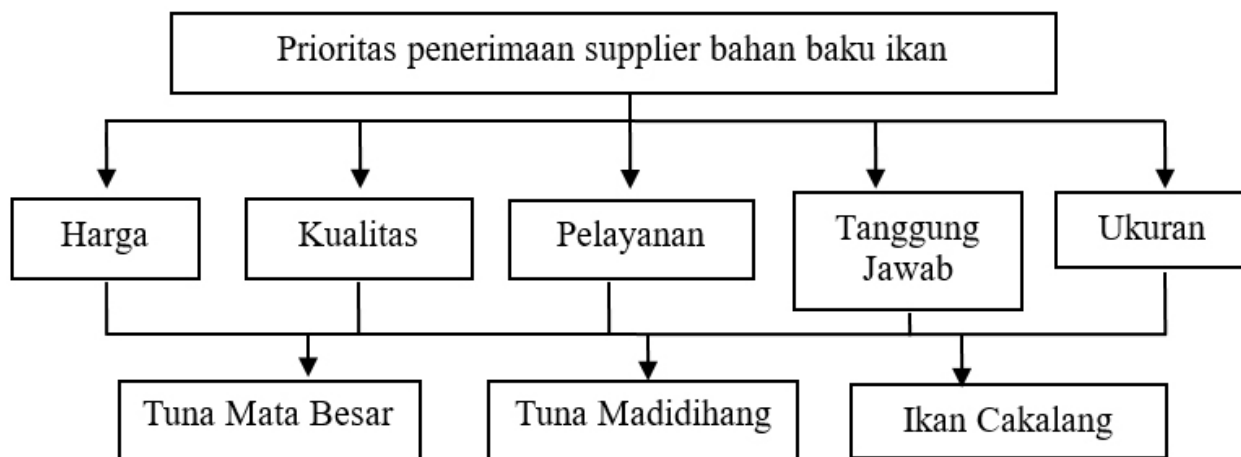 Prioritas penerimaan supplier bahan baku ikan
Harga
Kualitas
Pelayanan
Tanggung
Jawab
Ukuran
Tuna Mata Besar
Tuna Madidihang
Ikan Cakalang